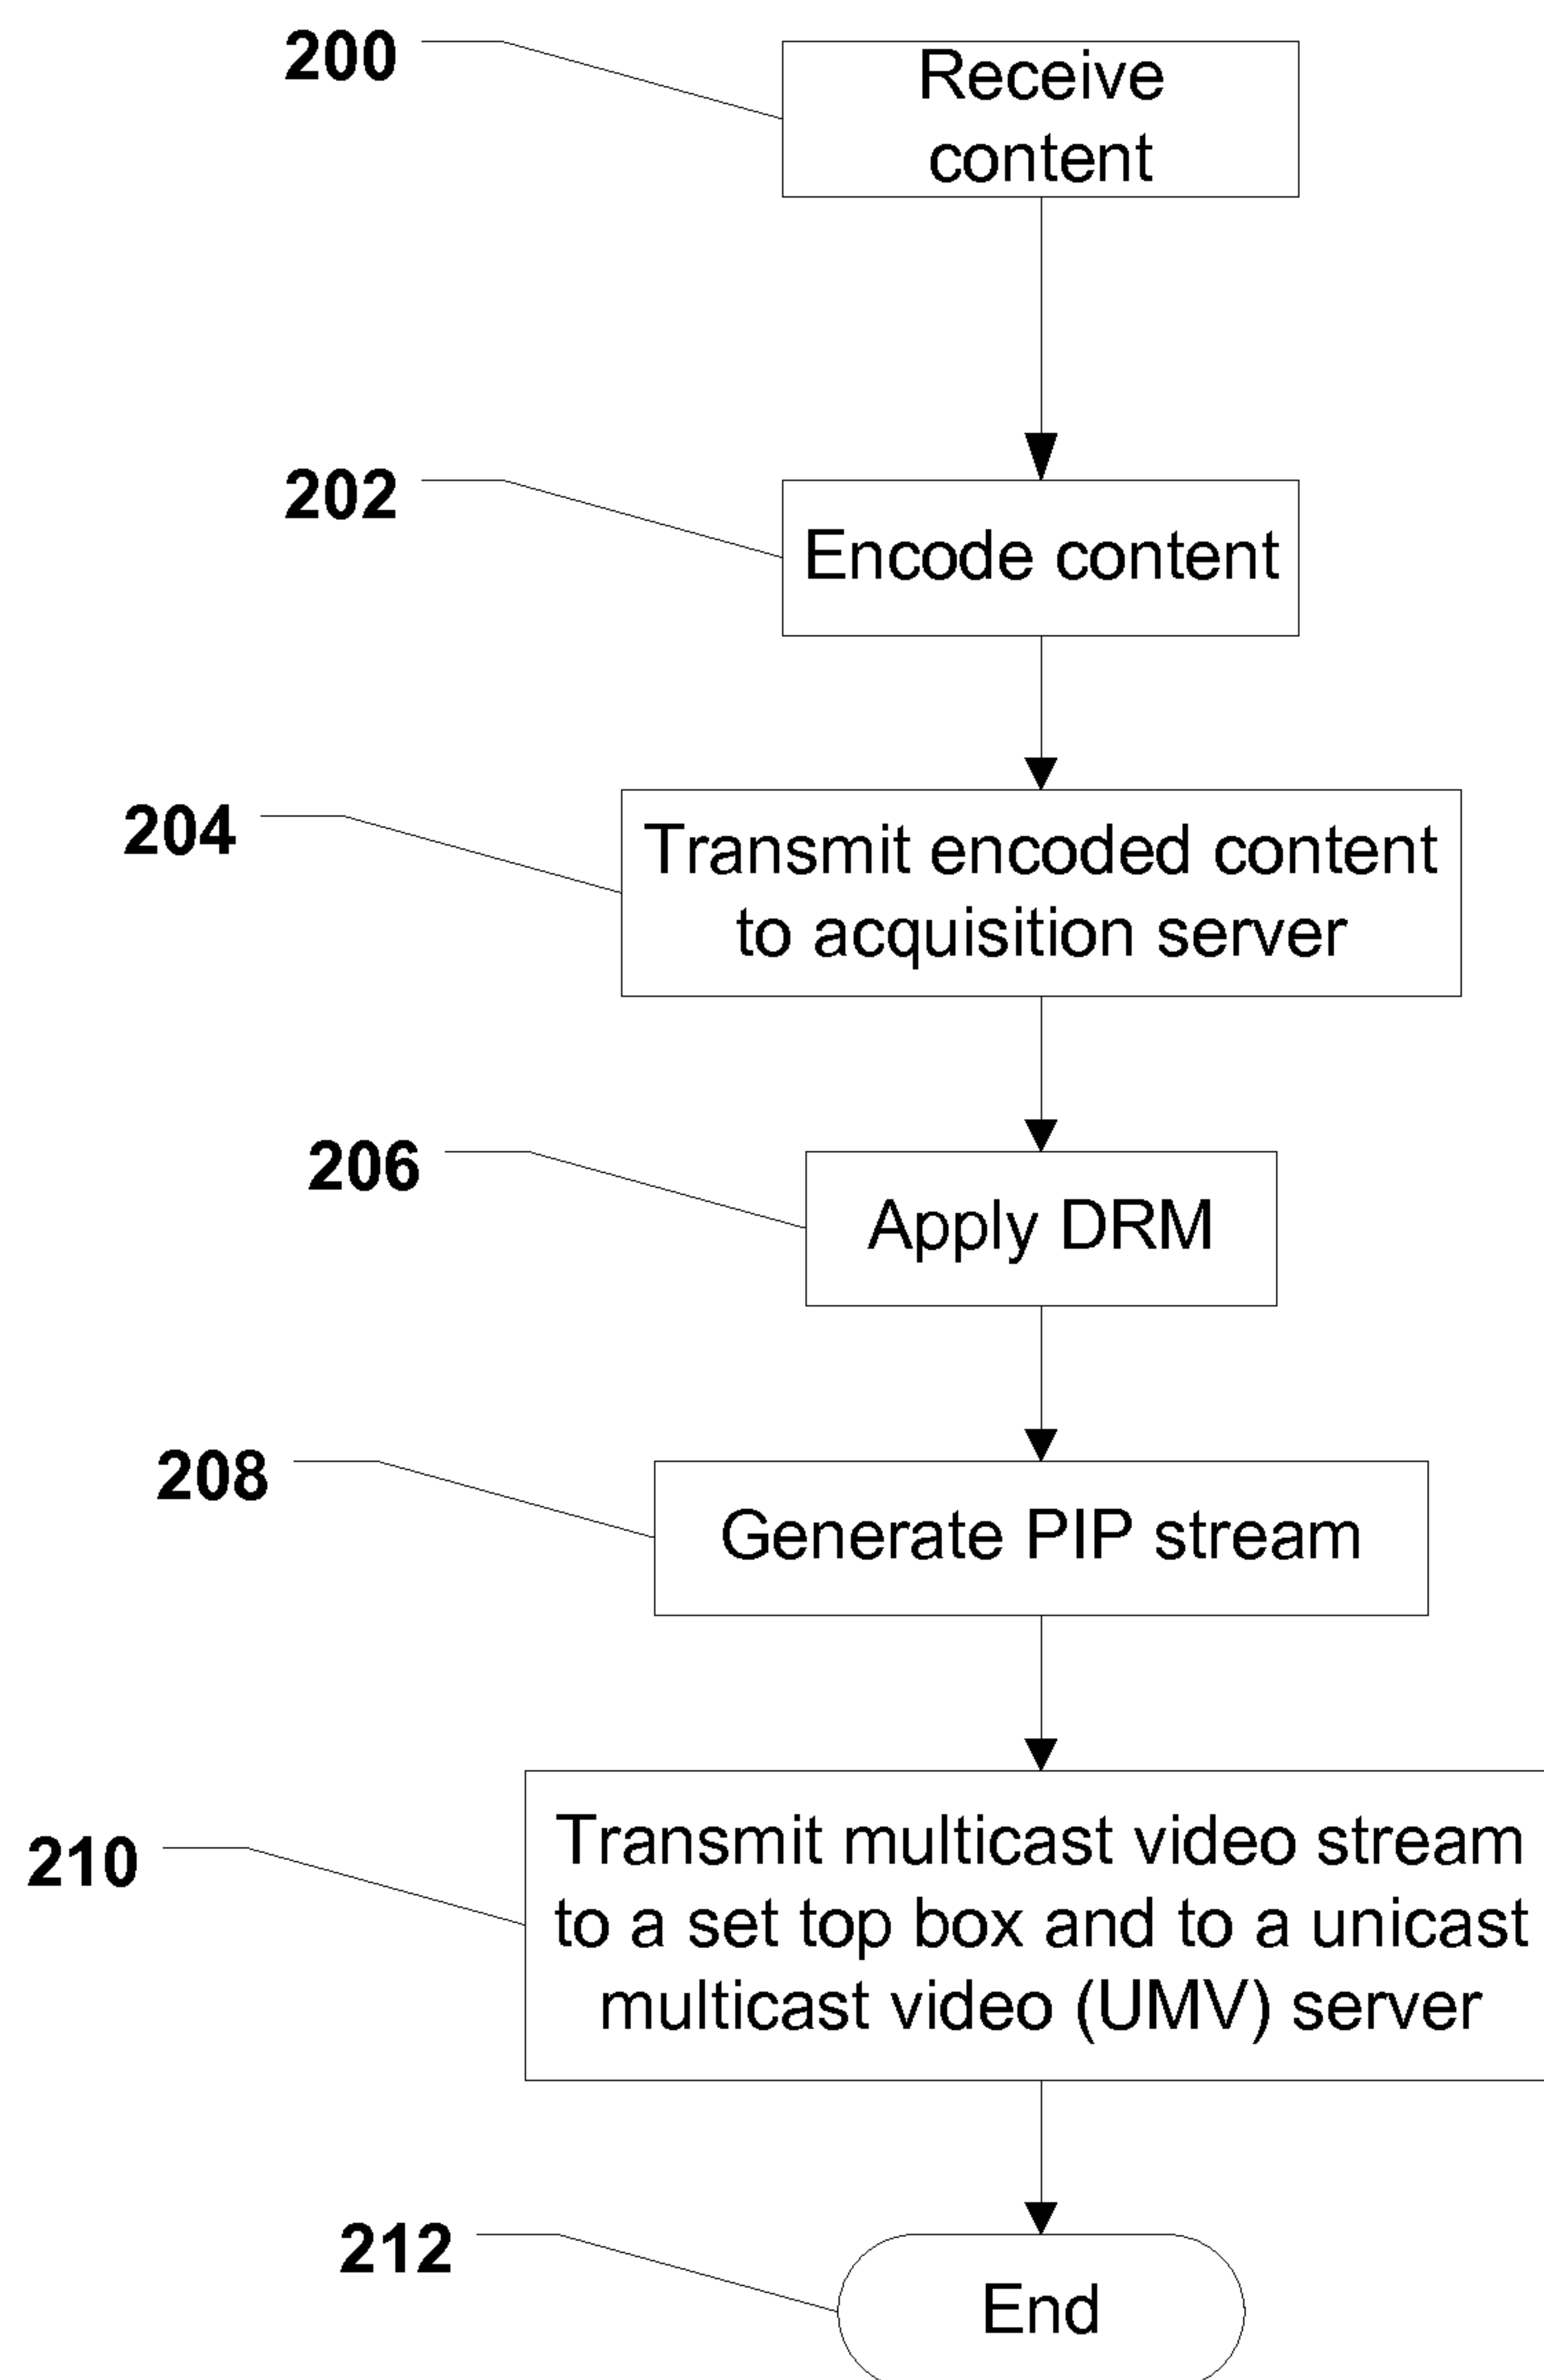 200
Receive
content
202
Encode content
204
Transmit encoded content
to acquisition server
206
Apply DRM
208
Generate PIP stream
210
Transmit multicast video stream
to a set top box and to a unicast
multicast video (UMV) server
212
End